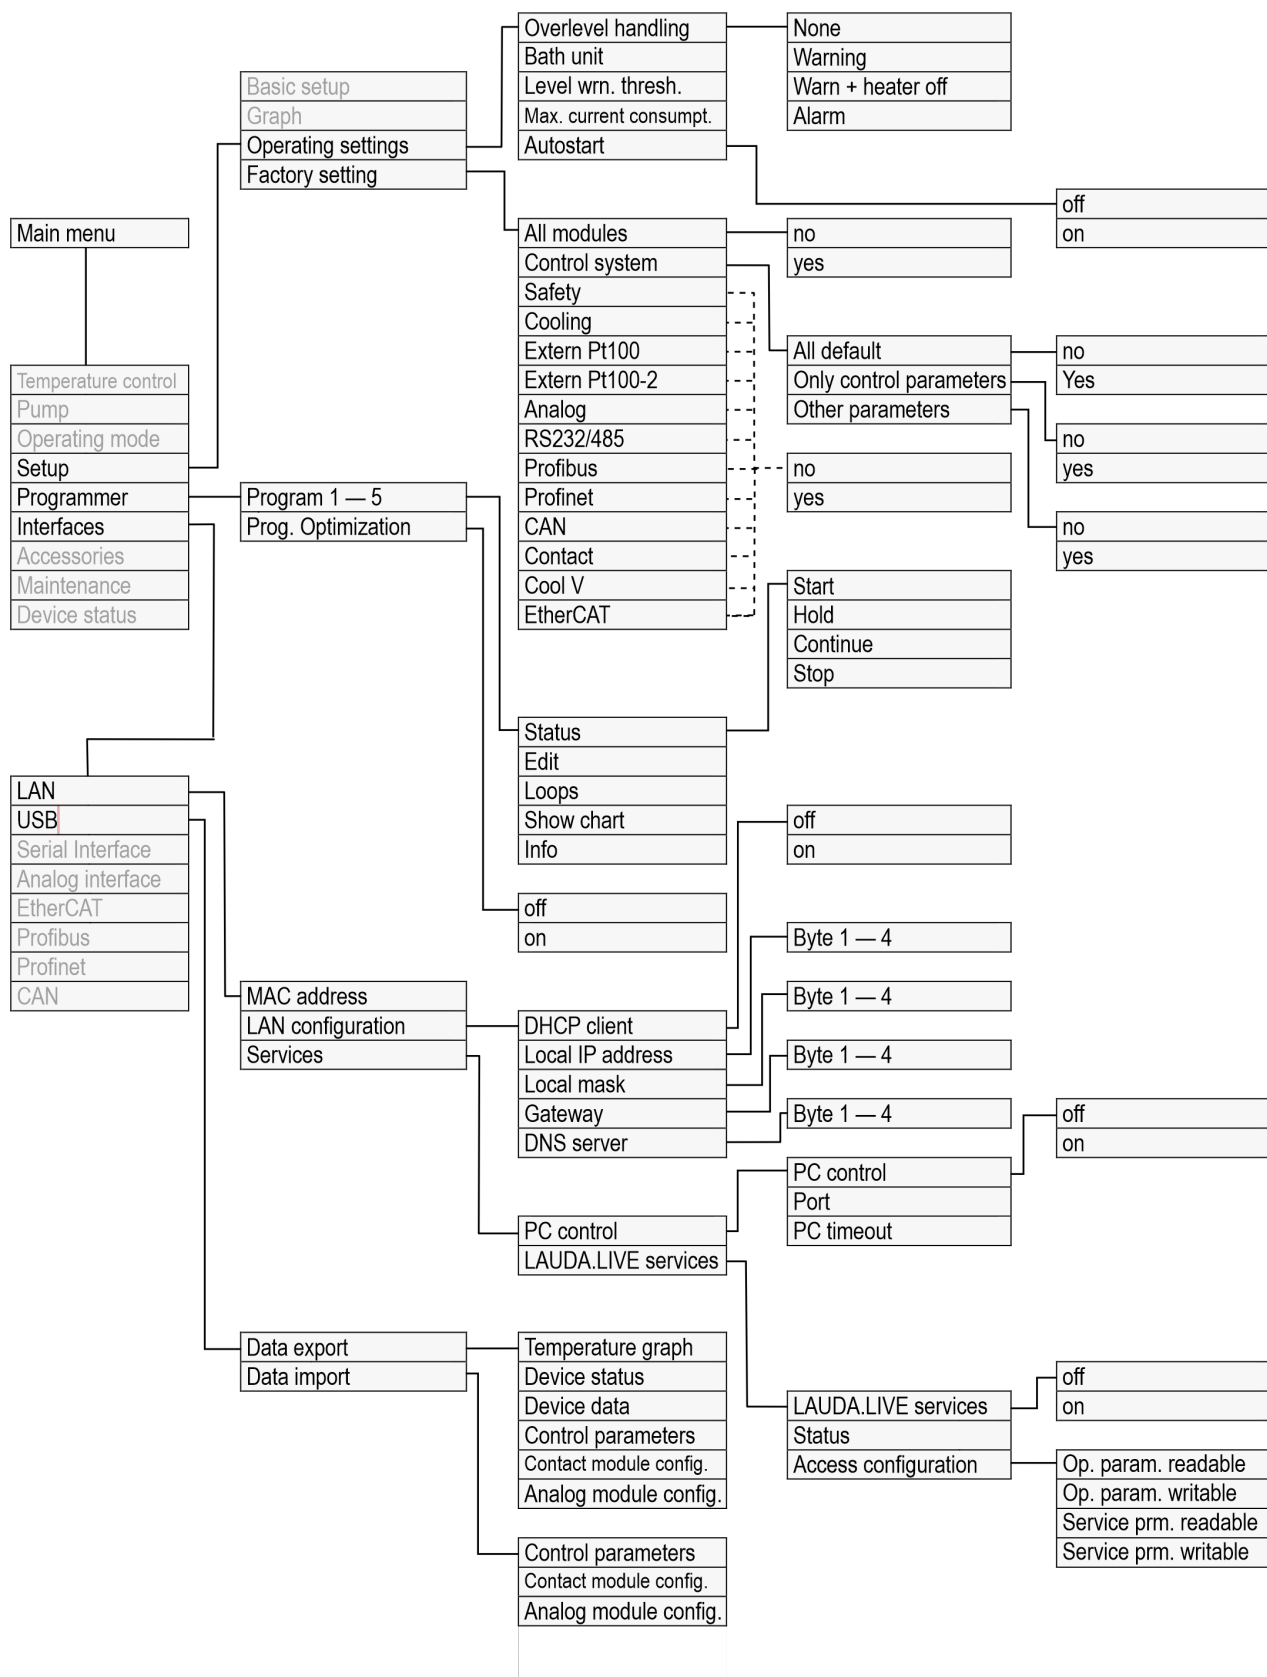 Main menu
Temperature control
Pump
Operating mode
Setup
Programmer
Interfaces
Accessories
Maintenance
Device status
LAN
USB
Serial Interface
Analog interface
EtherCAT
Profibus
Profinet
CAN
Basic setup
Graph
Operating settings
Factory setting
Program 1 — 5
Prog. Optimization
MAC address
LAN configuration
Services
Data export
Data import
Overlevel handling
Bath unit
Level wrn. thresh.
Max. current consumpt.
Autostart
All modules
Control system
Safety
Cooling
Extern Pt100
Extern Pt100-2
Analog
RS232/485
Profibus
Profinet
CAN
Contact
Cool V
EtherCAT
Status
Edit
Loops
Show chart
Info
off
on
DHCP client
Local IP address
Local mask
Gateway
DNS server
PC control
LAUDA.LIVE services
Temperature graph
Device status
Device data
Control parameters
Contact module config.
Analog module config.
Control parameters
Contact module config.
Analog module config.
None
Warning
Warn + heater off
Alarm
no
yes
All default
Only control parameters
Other parameters
no
yes
Start
Hold
Continue
Stop
off
on
Byte 1 — 4
Byte 1 — 4
Byte 1 — 4
Byte 1 — 4
PC control
Port
PC timeout
LAUDA.LIVE services
Status
Access configuration
off
on
no
Yes
no
yes
no
yes
off
on
off
on
Op. param. readable
Op. param. writable
Service prm. readable
Service prm. writable